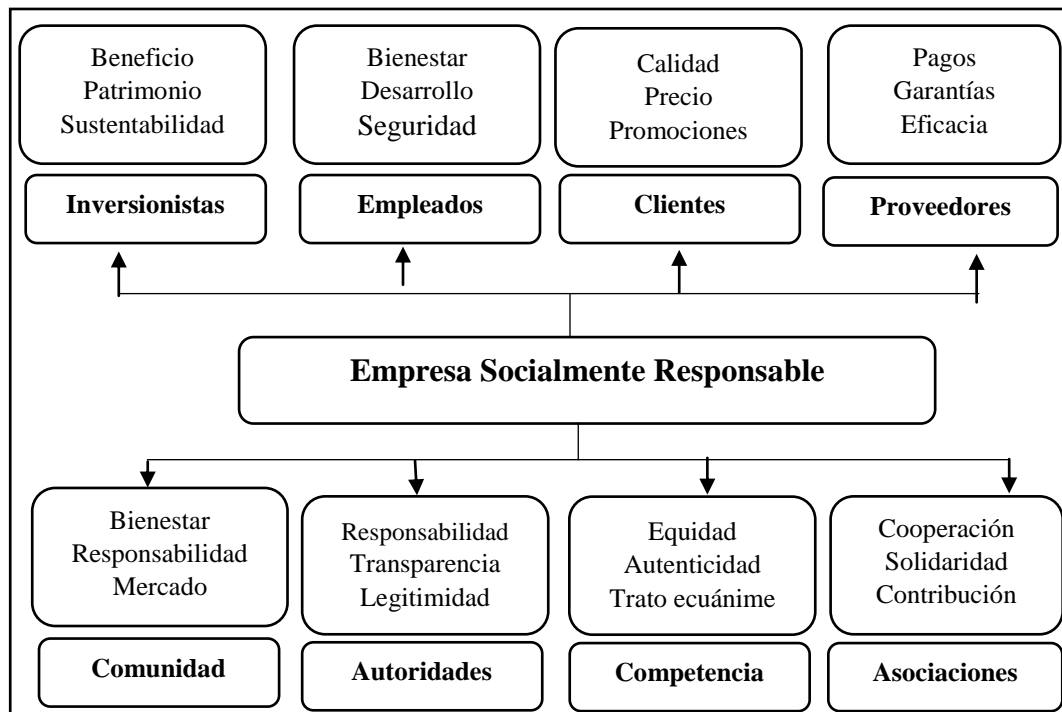 Beneficio
Patrimonio
Sustentabilidad
Inversionistas
Bienestar
Desarrollo
Seguridad
Empleados
Calidad
Precio
Promociones
Clientes
Pagos
Garantías
Eficacia
Proveedores
Empresa Socialmente Responsable
Bienestar
Responsabilidad
Mercado
Comunidad
Responsabilidad
Transparencia
Legitimidad
Autoridades
Equidad
Autenticidad
Trato ecuánime
Competencia
Cooperación
Solidaridad
Contribución
Asociaciones